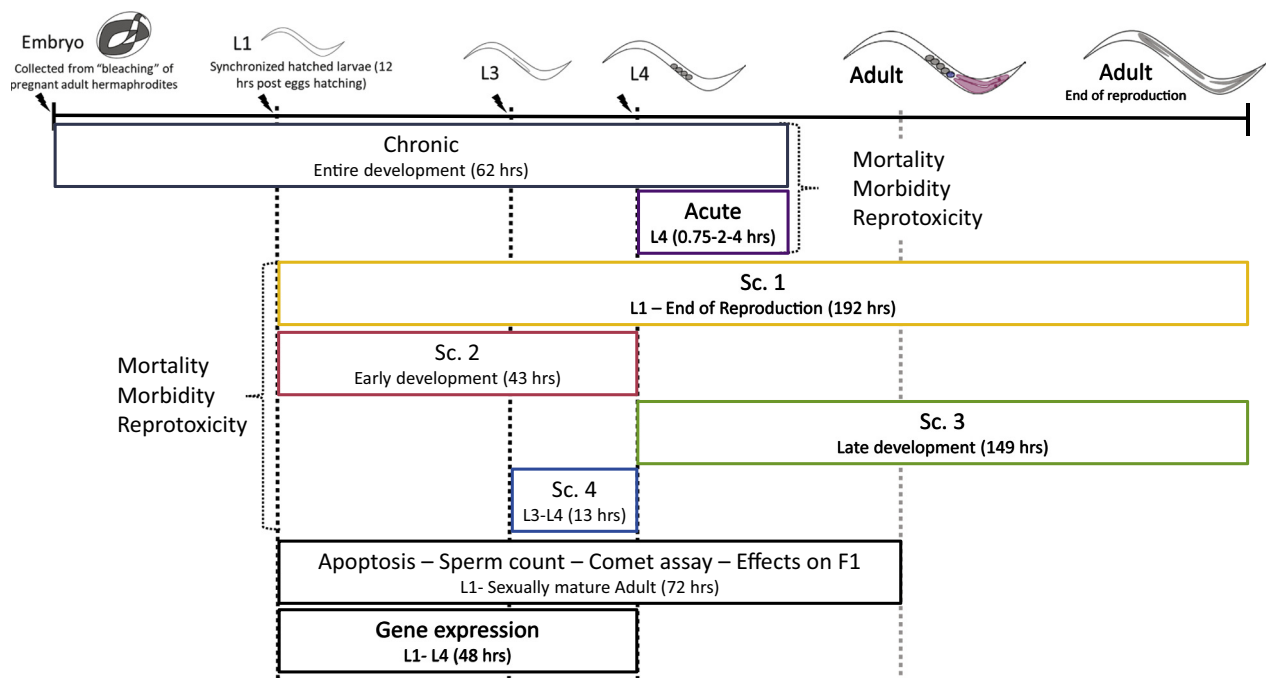 Embryo
Collected from “bleaching” of
pregnant adult hermaphrodites
L1
Synchronized hatched larvae (12
hrs post eggs hatching)
L3
L4
Adult
Adult
End of reproduction
Chronic
Entire development (62 hrs)
Mortality
Morbidity
Reprotoxicity
Acute
L4 (0.75-2-4 hrs)
Sc. 1
L1 – End of Reproduction (192 hrs)
Sc. 2
Early development (43 hrs)
Mortality
Morbidity
Reprotoxicity
Sc. 3
Late development (149 hrs)
Sc. 4
L3-L4 (13 hrs)
Apoptosis – Sperm count – Comet assay – Effects on F1
L1- Sexually mature Adult (72 hrs)
Gene expression
L1- L4 (48 hrs)